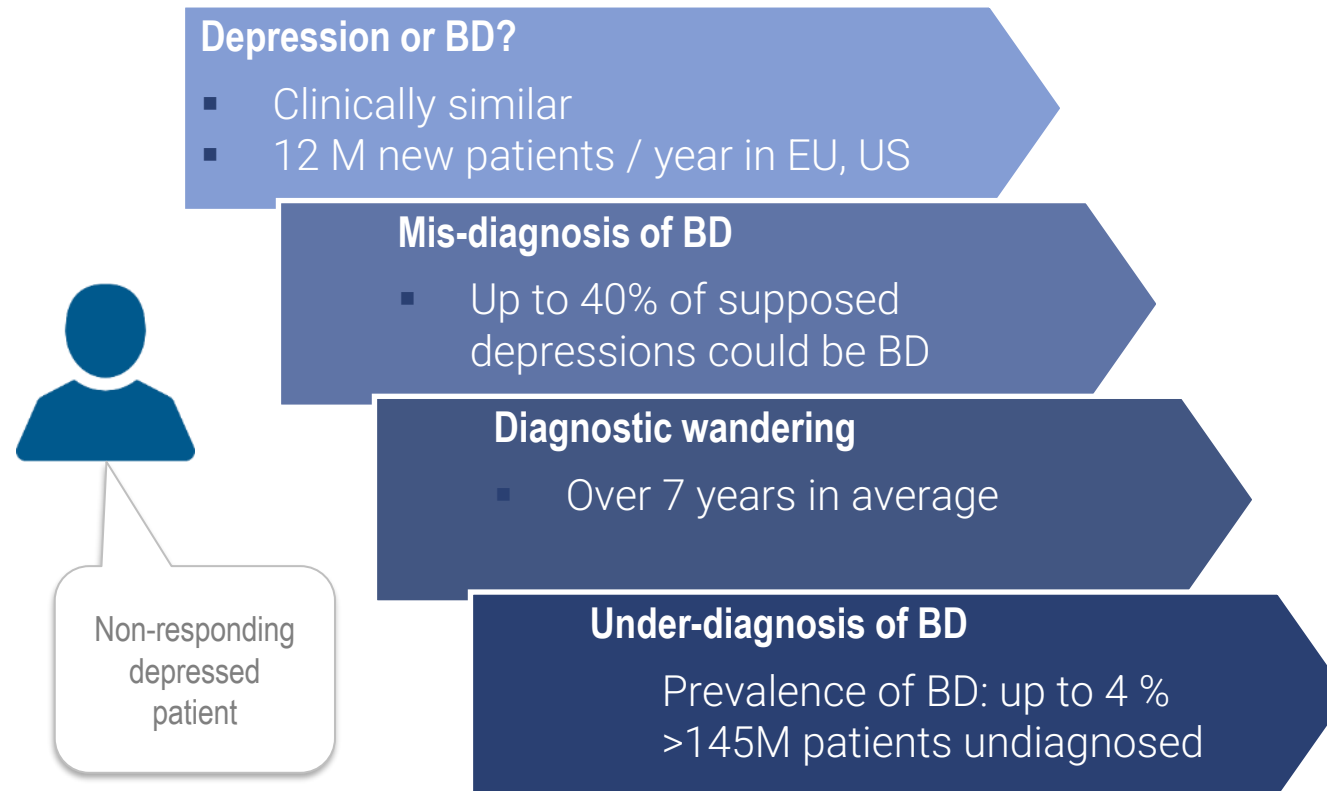 Depression or BD?
▪ Clinically similar
▪ 12 M new patients / year in EU, US
Mis-diagnosis of BD
▪ Up to 40% of supposed
depressions could be BD
Diagnostic wandering
▪ Over 7 years in average
Under-diagnosis of BD
Prevalence of BD: up to 4 %
>145M patients undiagnosed
Non-responding
depressed
patient